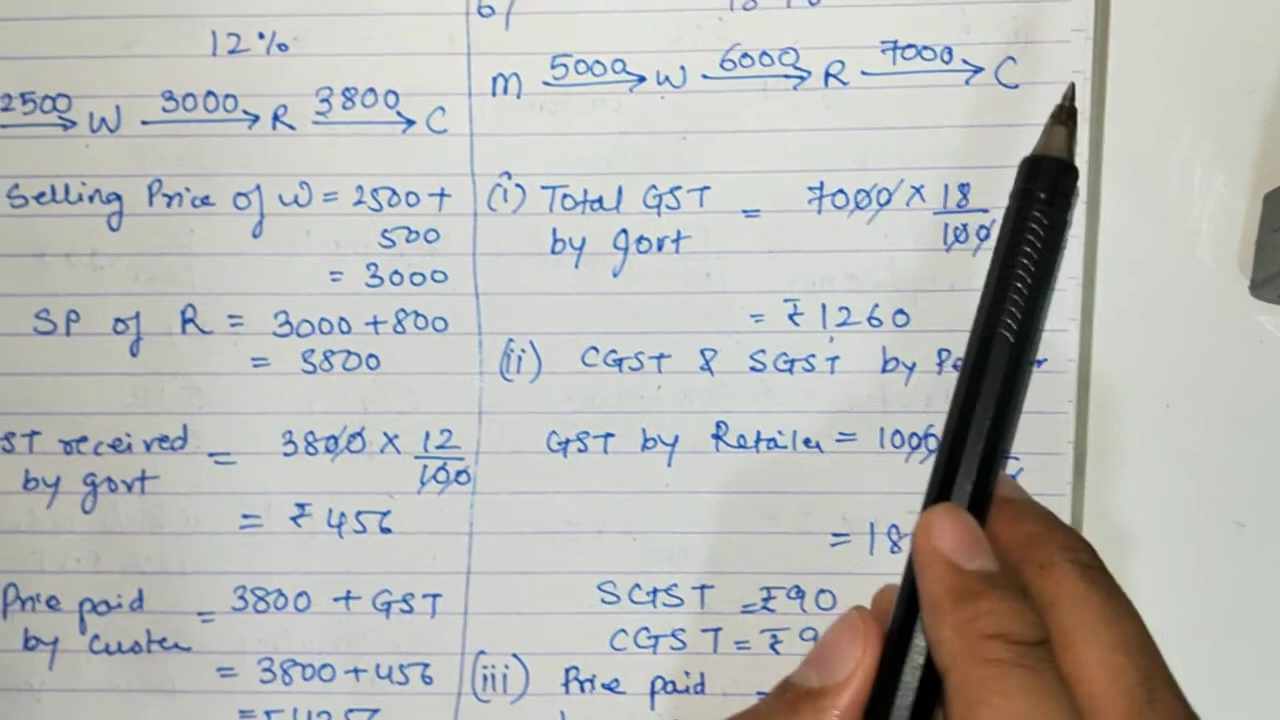 12%
2500 W 3000 R 3800 C
Selling Price of W = 2500 +
500
= 3000
SP of R = 3000 + 800
= 3800
ST received = 3800 × 12/100
by govt
= ₹456
Price paid = 3800 + GST
by custer
= 3800 + 456
6)
M 5000 W 6000 R 7000 C
(i) Total GST = 7000 × 18/100
by govt
= ₹1260
(ii) CGST & SGST by
GST by Retailer = 1000
= 18
SGST = ₹90
CGST = ₹9
(iii) Price paid =